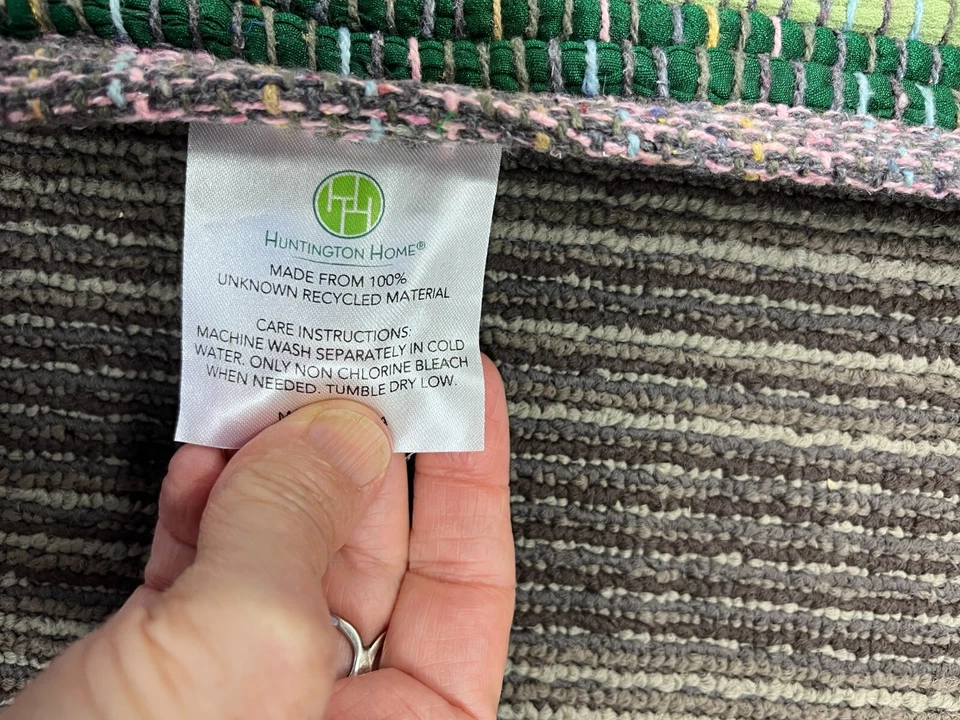 HUNTINGTON HOME®
MADE FROM 100%
UNKNOWN RECYCLED MATERIAL
CARE INSTRUCTIONS:
MACHINE WASH SEPARATELY IN COLD
WATER. ONLY NON CHLORINE BLEACH
WHEN NEEDED. TUMBLE DRY LOW.